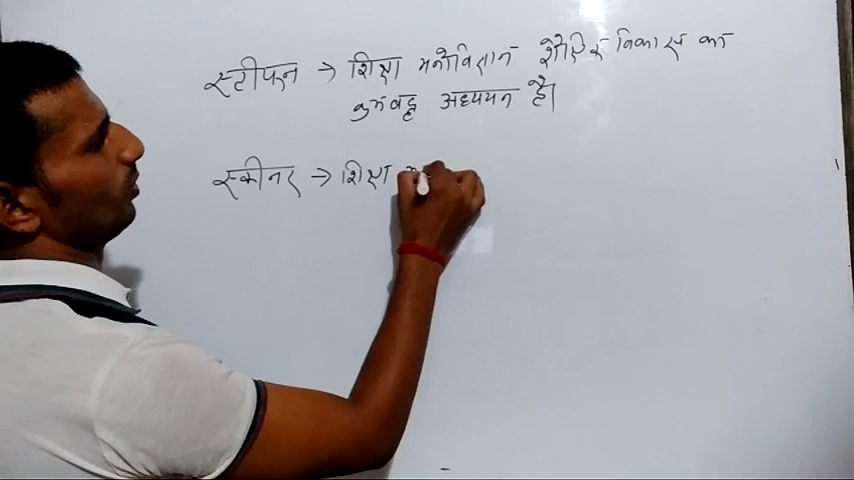 स्टीफन → शिक्षा मनोविज्ञान शैक्षिक विकास का
क्रमबद्ध अध्ययन है।
स्कीनर → शिक्षा